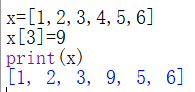 x=[1,2,3,4,5,6]
x[3]=9
print(x)
[1, 2, 3, 9, 5, 6]